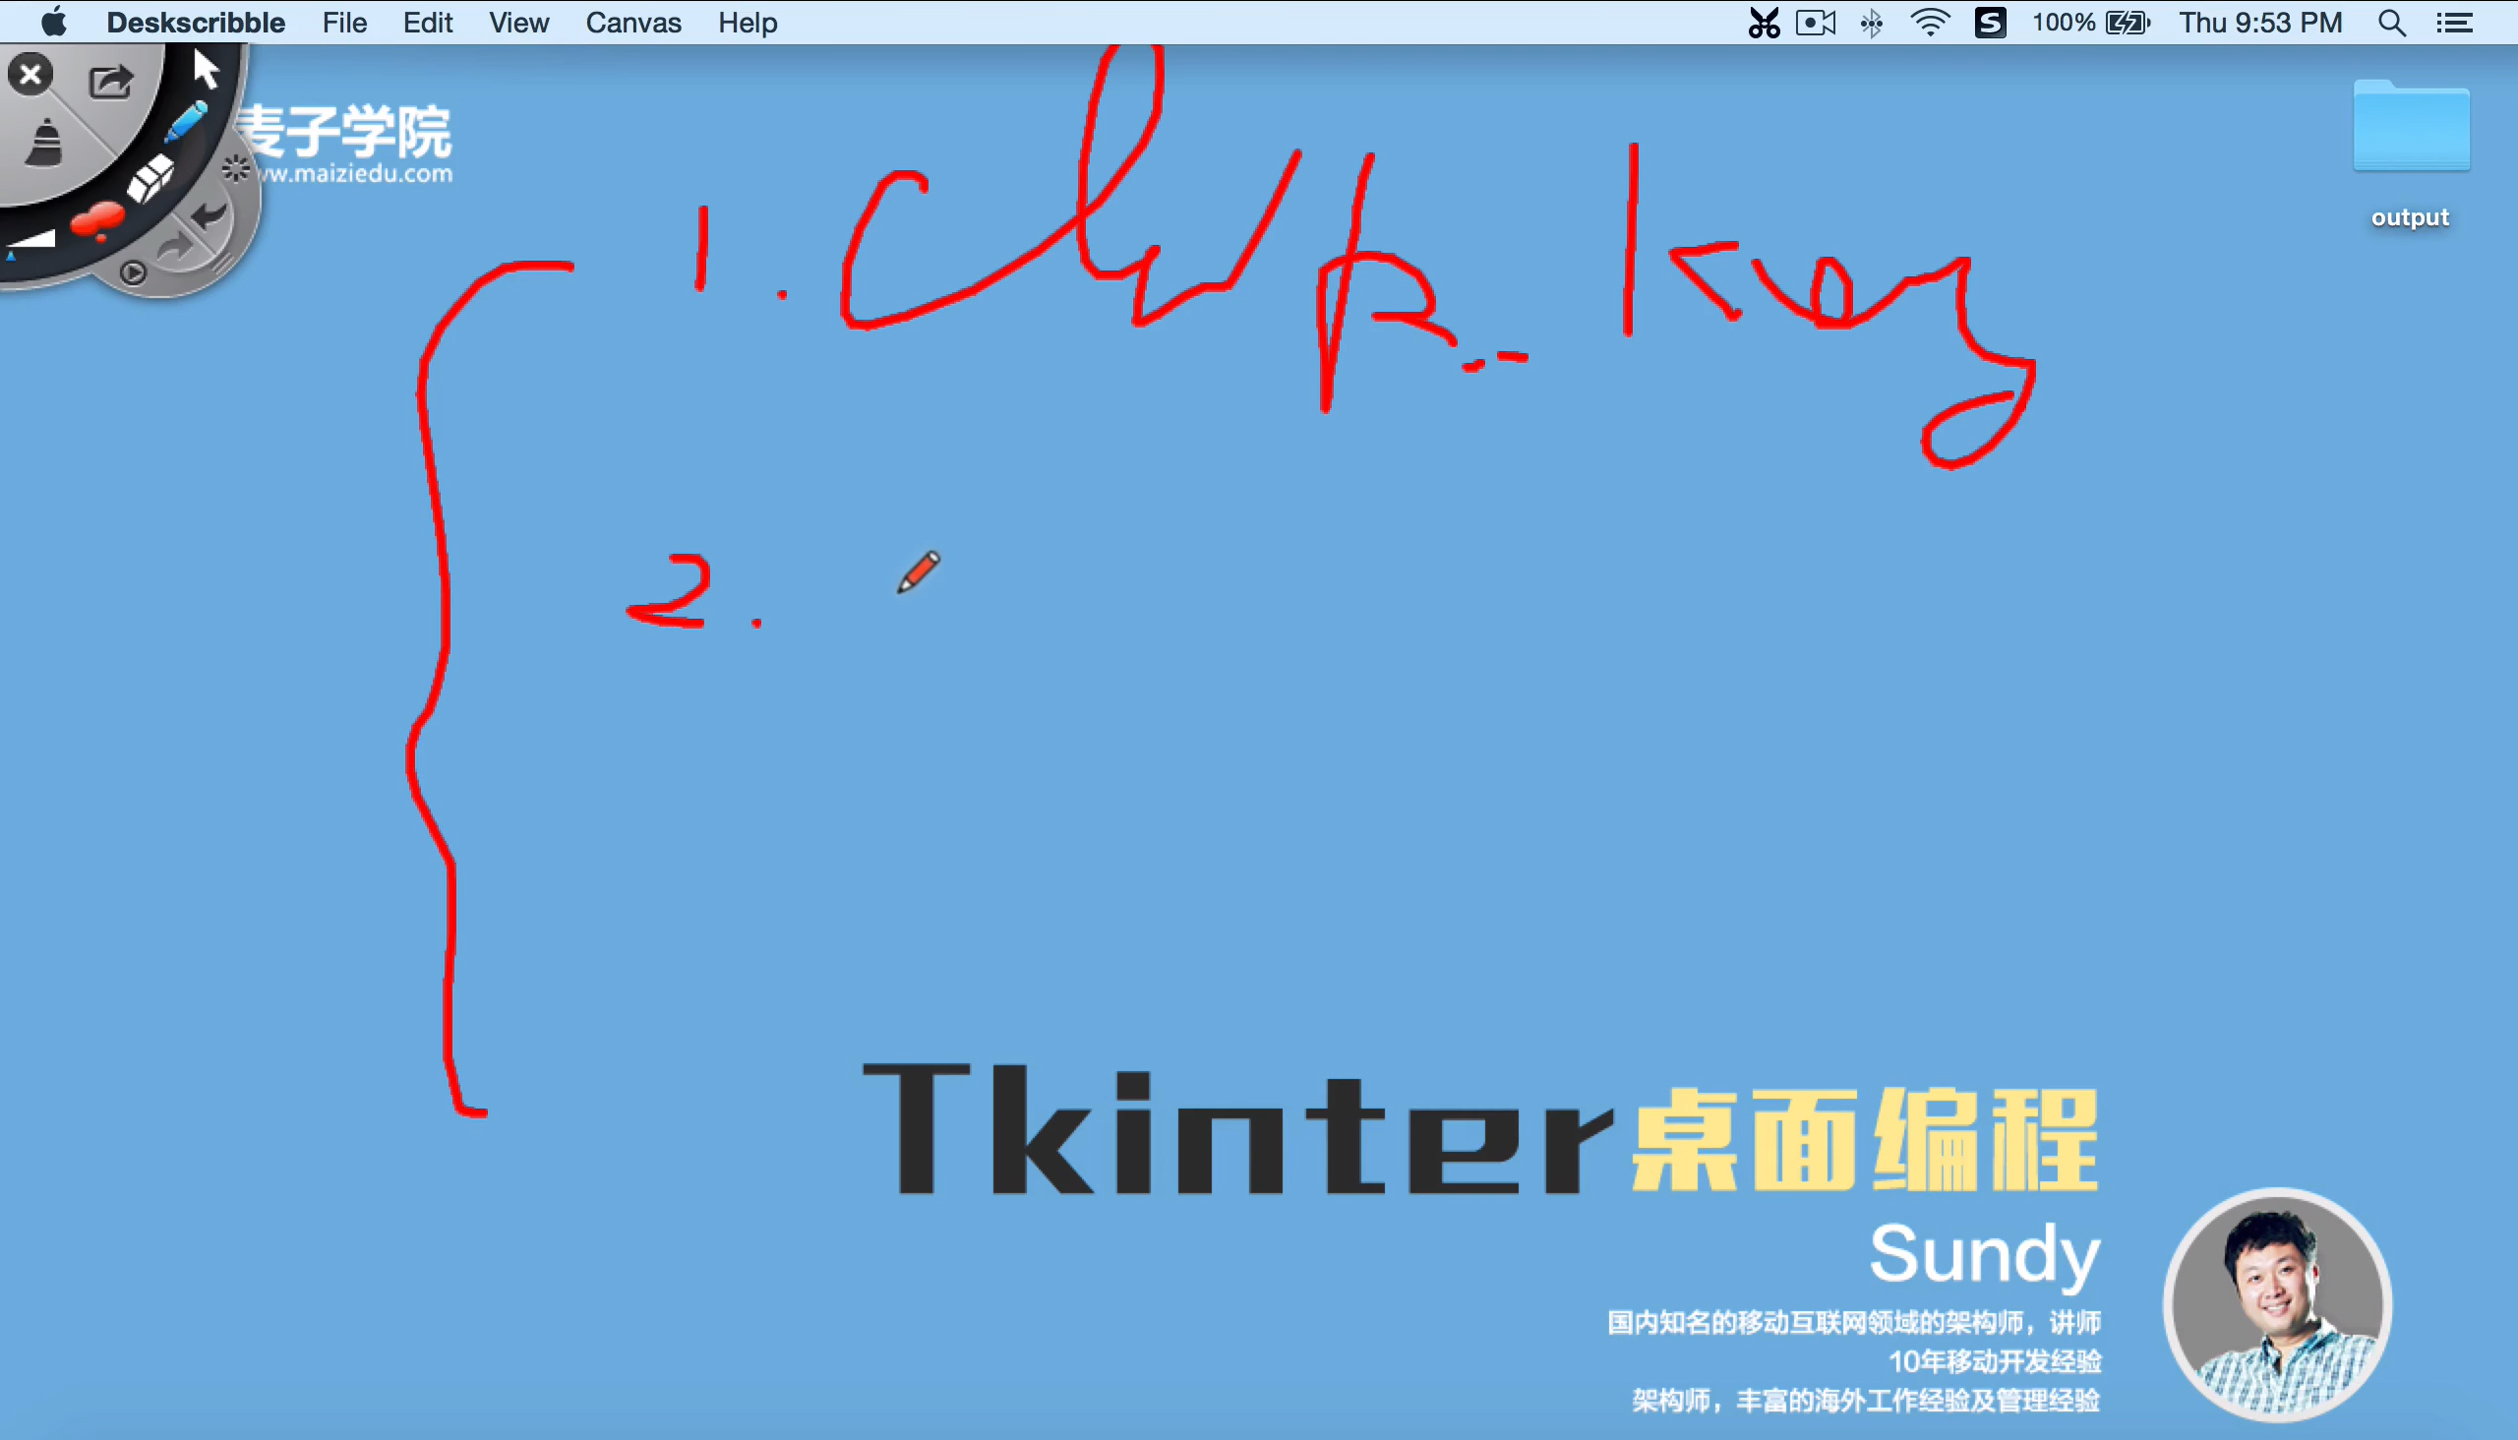 Deskscribble File Edit View Canvas Help 100% Thu 9:53 PM
麦子学院
www.maiziedu.com
output
1. key
2.
Tkinter桌面编程
Sundy
国内知名的移动互联网领域的架构师，讲师
10年移动开发经验
架构师，丰富的海外工作经验及管理经验